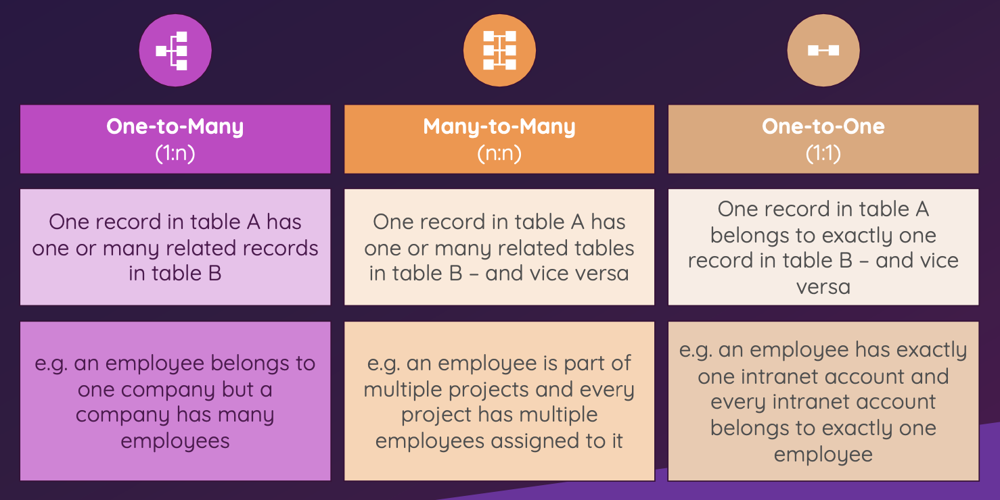 One-to-Many
(1:n)
One record in table A has
one or many related records
in table B
e.g. an employee belongs to
one company but a
company has many
employees
Many-to-Many
(n:n)
One record in table A has
one or many related tables
in table B – and vice versa
e.g. an employee is part of
multiple projects and every
project has multiple
employees assigned to it
One-to-One
(1:1)
One record in table A
belongs to exactly one
record in table B – and vice
versa
e.g. an employee has exactly
one intranet account and
every intranet account
belongs to exactly one
employee